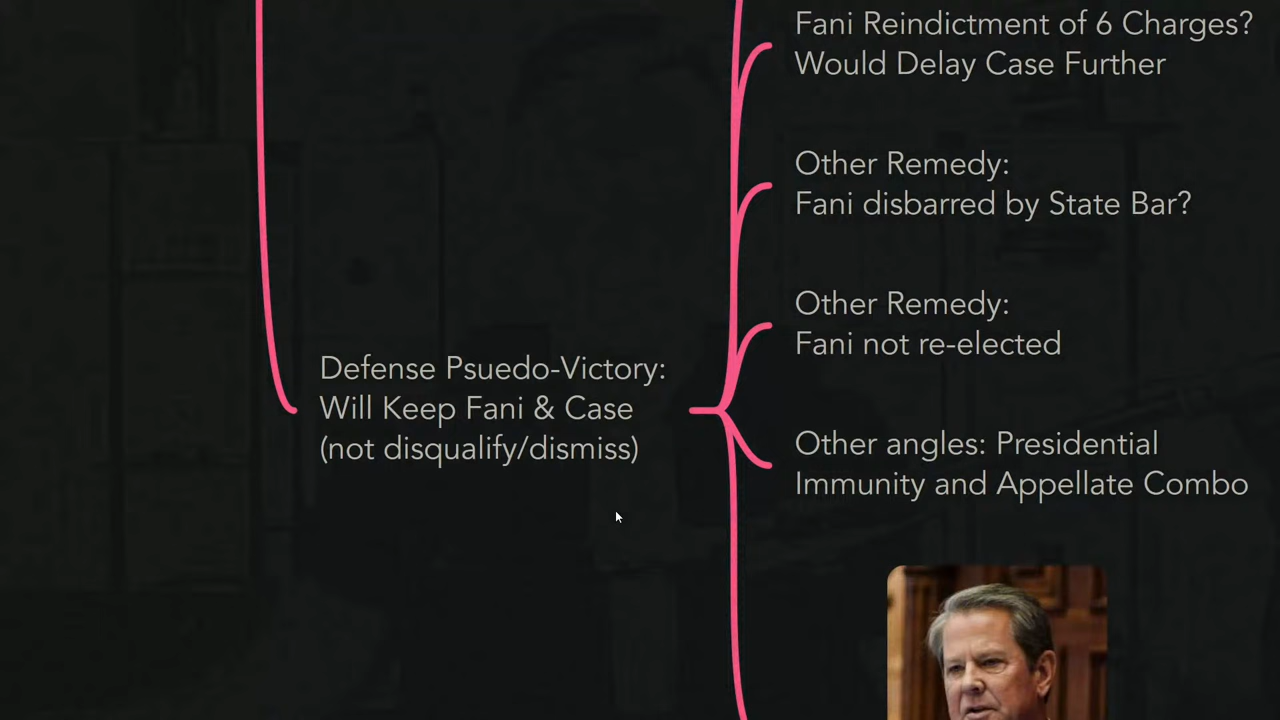 Fani Reindictment of 6 Charges?
Would Delay Case Further
Other Remedy:
Fani disbarred by State Bar?
Other Remedy:
Fani not re-elected
Defense Psuedo-Victory:
Will Keep Fani & Case
(not disqualify/dismiss)
Other angles: Presidential
Immunity and Appellate Combo